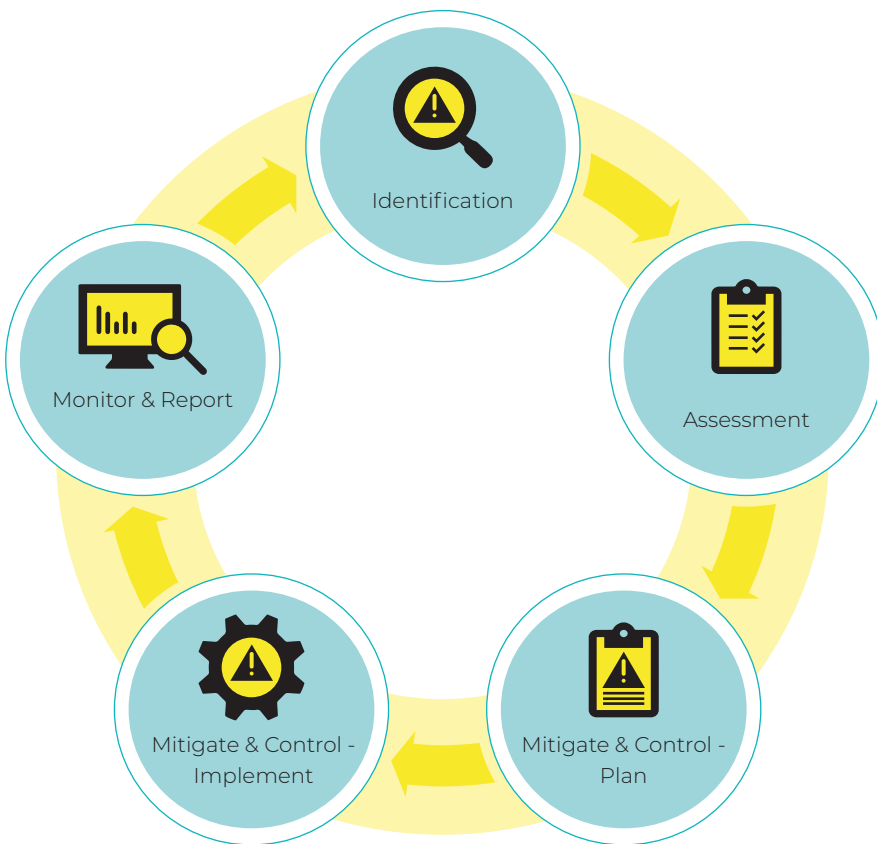 Identification
Assessment
Mitigate & Control -
Plan
Mitigate & Control -
Implement
Monitor & Report